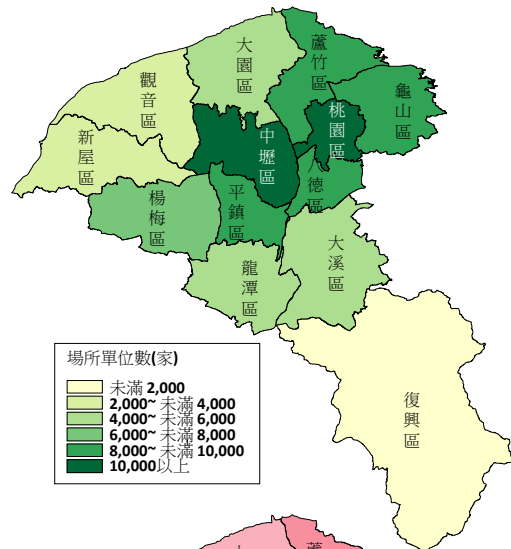 大園區
蘆竹區
龜山區
觀音區
桃園區
中壢區
新屋區
八德區
楊梅區
平鎮區
大溪區
龍潭區
復興區
場所單位數(家)
未滿 2,000
2,000~ 未滿 4,000
4,000~ 未滿 6,000
6,000~ 未滿 8,000
8,000~ 未滿 10,000
10,000以上